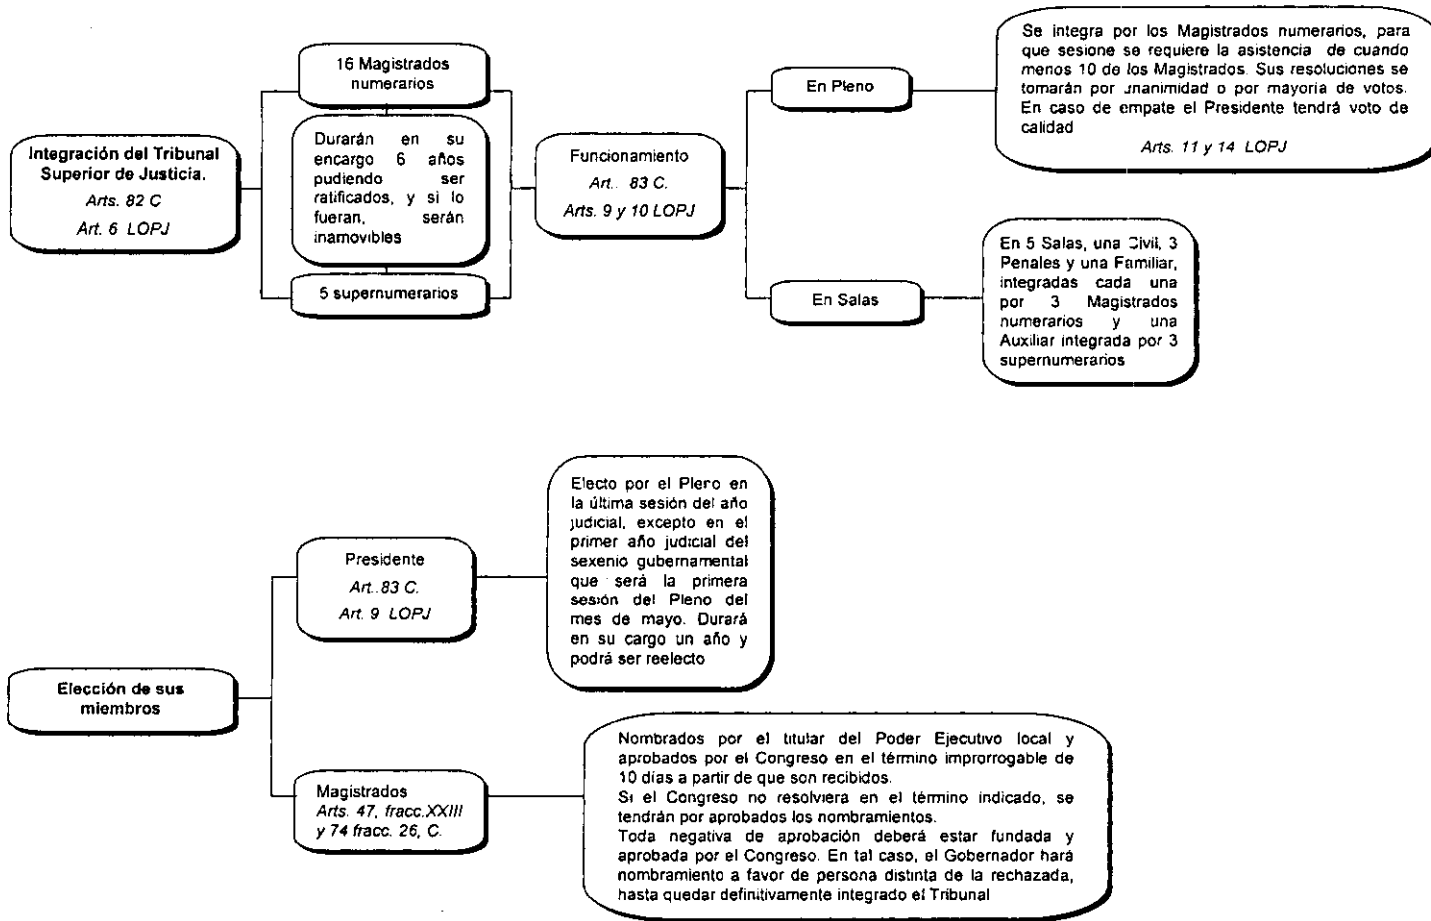 Integración del Tribunal
Superior de Justicia.
Arts. 82 C
Art. 6 LOPJ
16 Magistrados
numerarios
Durarán en su
encargo 6 años
pudiendo ser
ratificados, y si lo
fueran, serán
inamovibles
5 supernumerarios
Funcionamiento
Art.. 83 C.
Arts. 9 y 10 LOPJ
En Pleno
Se integra por los Magistrados numerarios, para
que sesione se requiere la asistencia de cuando
menos 10 de los Magistrados. Sus resoluciones se
tomarán por unanimidad o por mayoría de votos.
En caso de empate el Presidente tendrá voto de
calidad
Arts. 11 y 14 LOPJ
En Salas
En 5 Salas, una Civil, 3
Penales y una Familiar,
integradas cada una
por 3 Magistrados
numerarios y una
Auxiliar integrada por 3
supernumerarios
Elección de sus
miembros
Presidente
Art..83 C.
Art. 9 LOPJ
Electo por el Pleno en
la última sesión del año
judicial, excepto en el
primer año judicial del
sexenio gubernamental
que será la primera
sesión del Pleno del
mes de mayo. Durará
en su cargo un año y
podrá ser reelecto
Magistrados
Arts. 47, fracc.XXIII
y 74 fracc. 26, C.
Nombrados por el titular del Poder Ejecutivo local y
aprobados por el Congreso en el término improrrogable de
10 días a partir de que son recibidos.
Si el Congreso no resolviera en el término indicado, se
tendrán por aprobados los nombramientos.
Toda negativa de aprobación deberá estar fundada y
aprobada por el Congreso. En tal caso, el Gobernador hará
nombramiento a favor de persona distinta de la rechazada,
hasta quedar definitivamente integrado el Tribunal